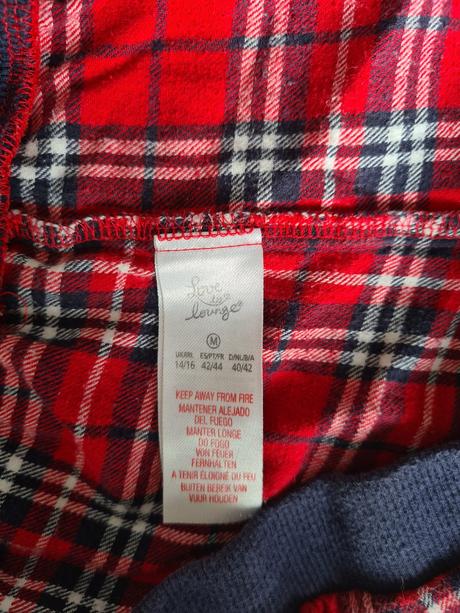 Love
to
lounge
M
UK/IRL ES/PT/FR D/NL/B/A
14/16 42/44 40/42
KEEP AWAY FROM FIRE
MANTENER ALEJADO
DEL FUEGO
MANTER LONGE
DO FOGO
VON FEUER
FERNHALTEN
A TENIR ÉLOIGNÉ DU FEU
BUITEN BEREIK VAN
VUUR HOUDEN